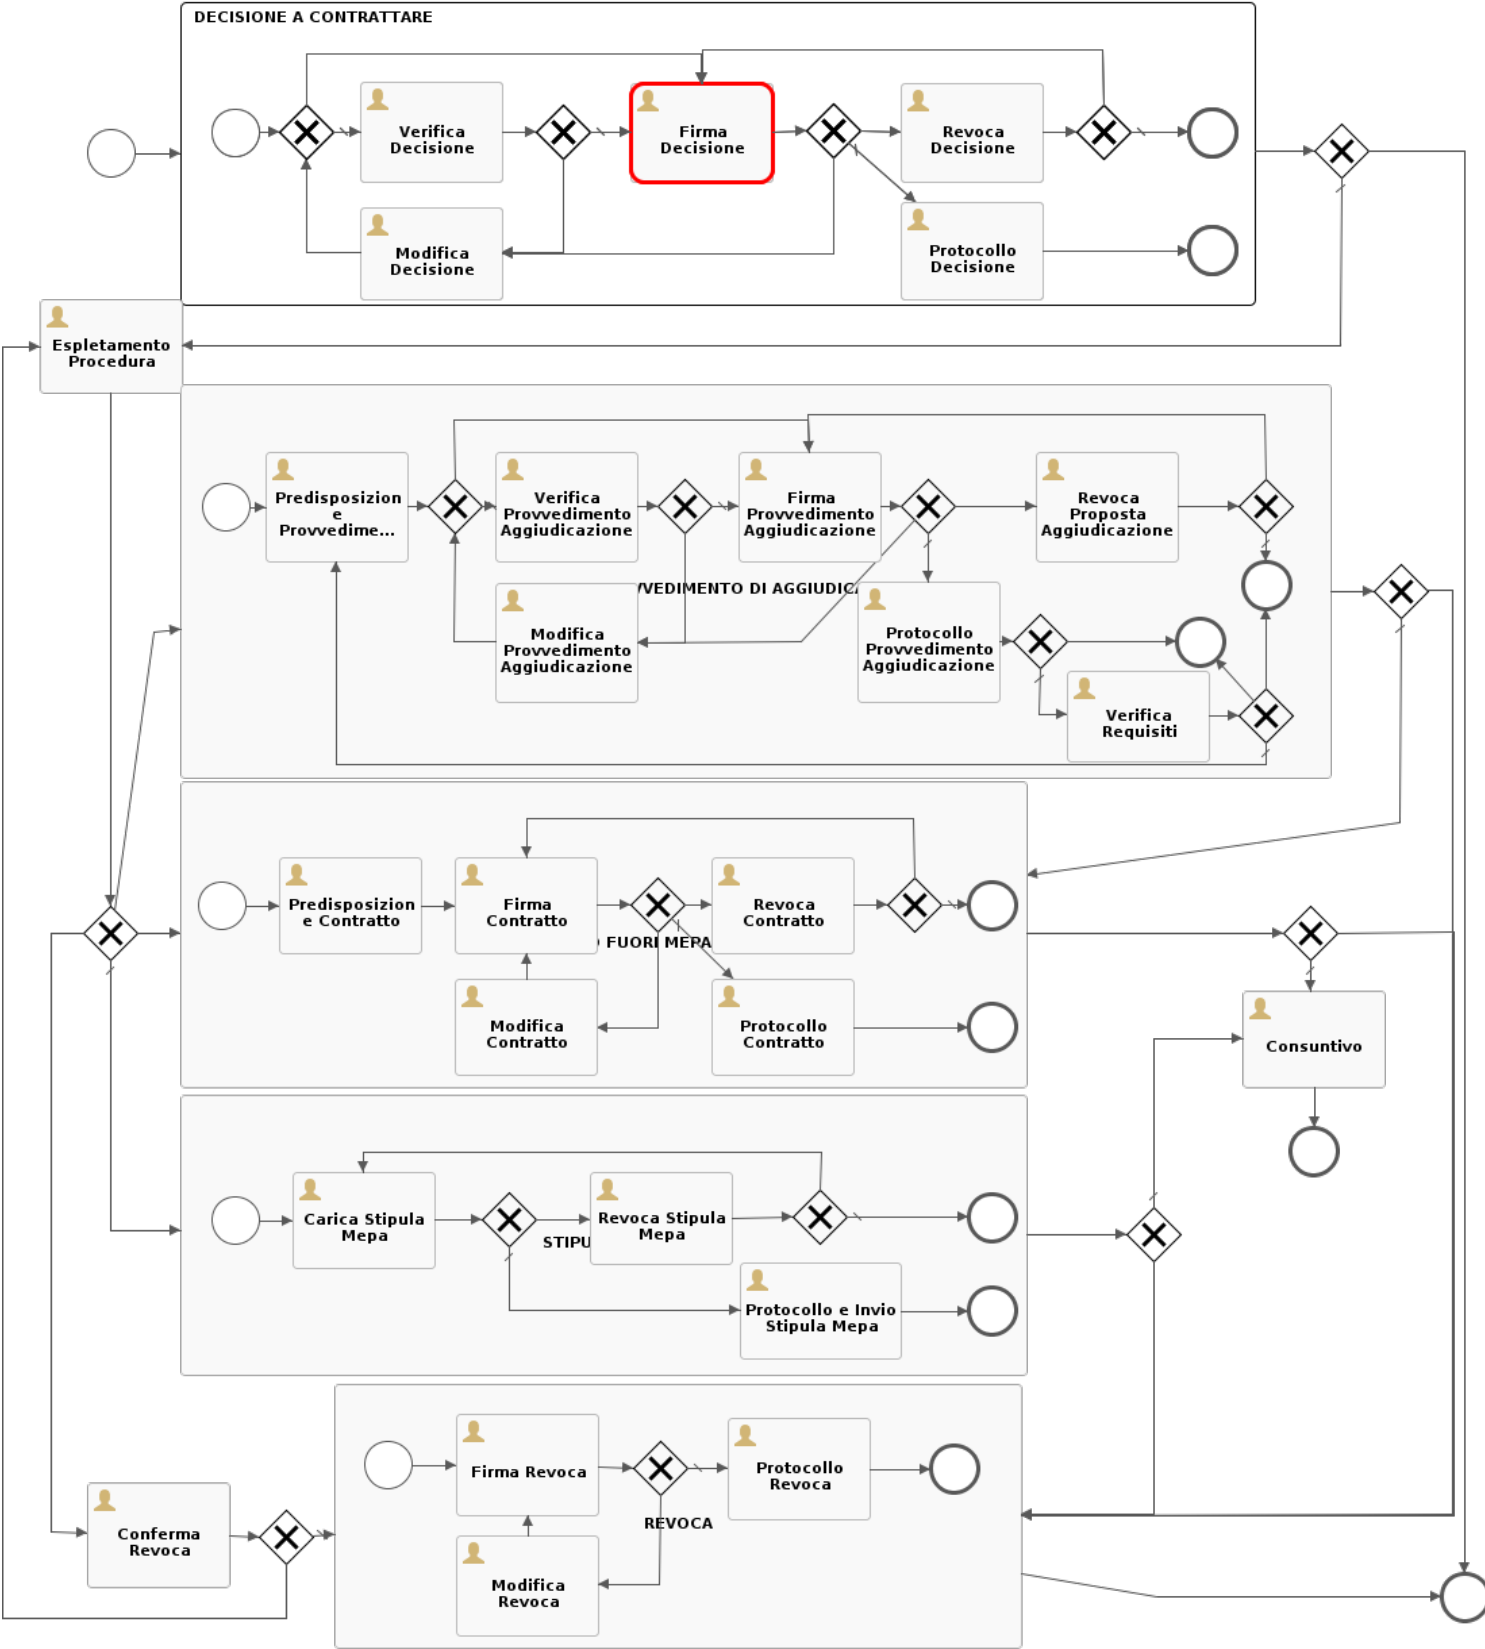 DECISIONE A CONTRATTARE
Verifica
Decisione
Firma
Decisione
Revoca
Decisione
Modifica
Decisione
Protocollo
Decisione
Espletamento
Procedura
Predisposizion
e
Provvedime...
Verifica
Provvedimento
Aggiudicazione
Firma
Provvedimento
Aggiudicazione
Revoca
Proposta
Aggiudicazione
VVEDIMENTO DI AGGIUDIC
Modifica
Provvedimento
Aggiudicazione
Protocollo
Provvedimento
Aggiudicazione
Verifica
Requisiti
Predisposizion
e Contratto
Firma
Contratto
Revoca
Contratto
FUORI MEPA
Modifica
Contratto
Protocollo
Contratto
Consuntivo
Carica Stipula
Mepa
Revoca Stipula
Mepa
STIPU
Protocollo e Invio
Stipula Mepa
Firma Revoca
Protocollo
Revoca
REVOCA
Conferma
Revoca
Modifica
Revoca